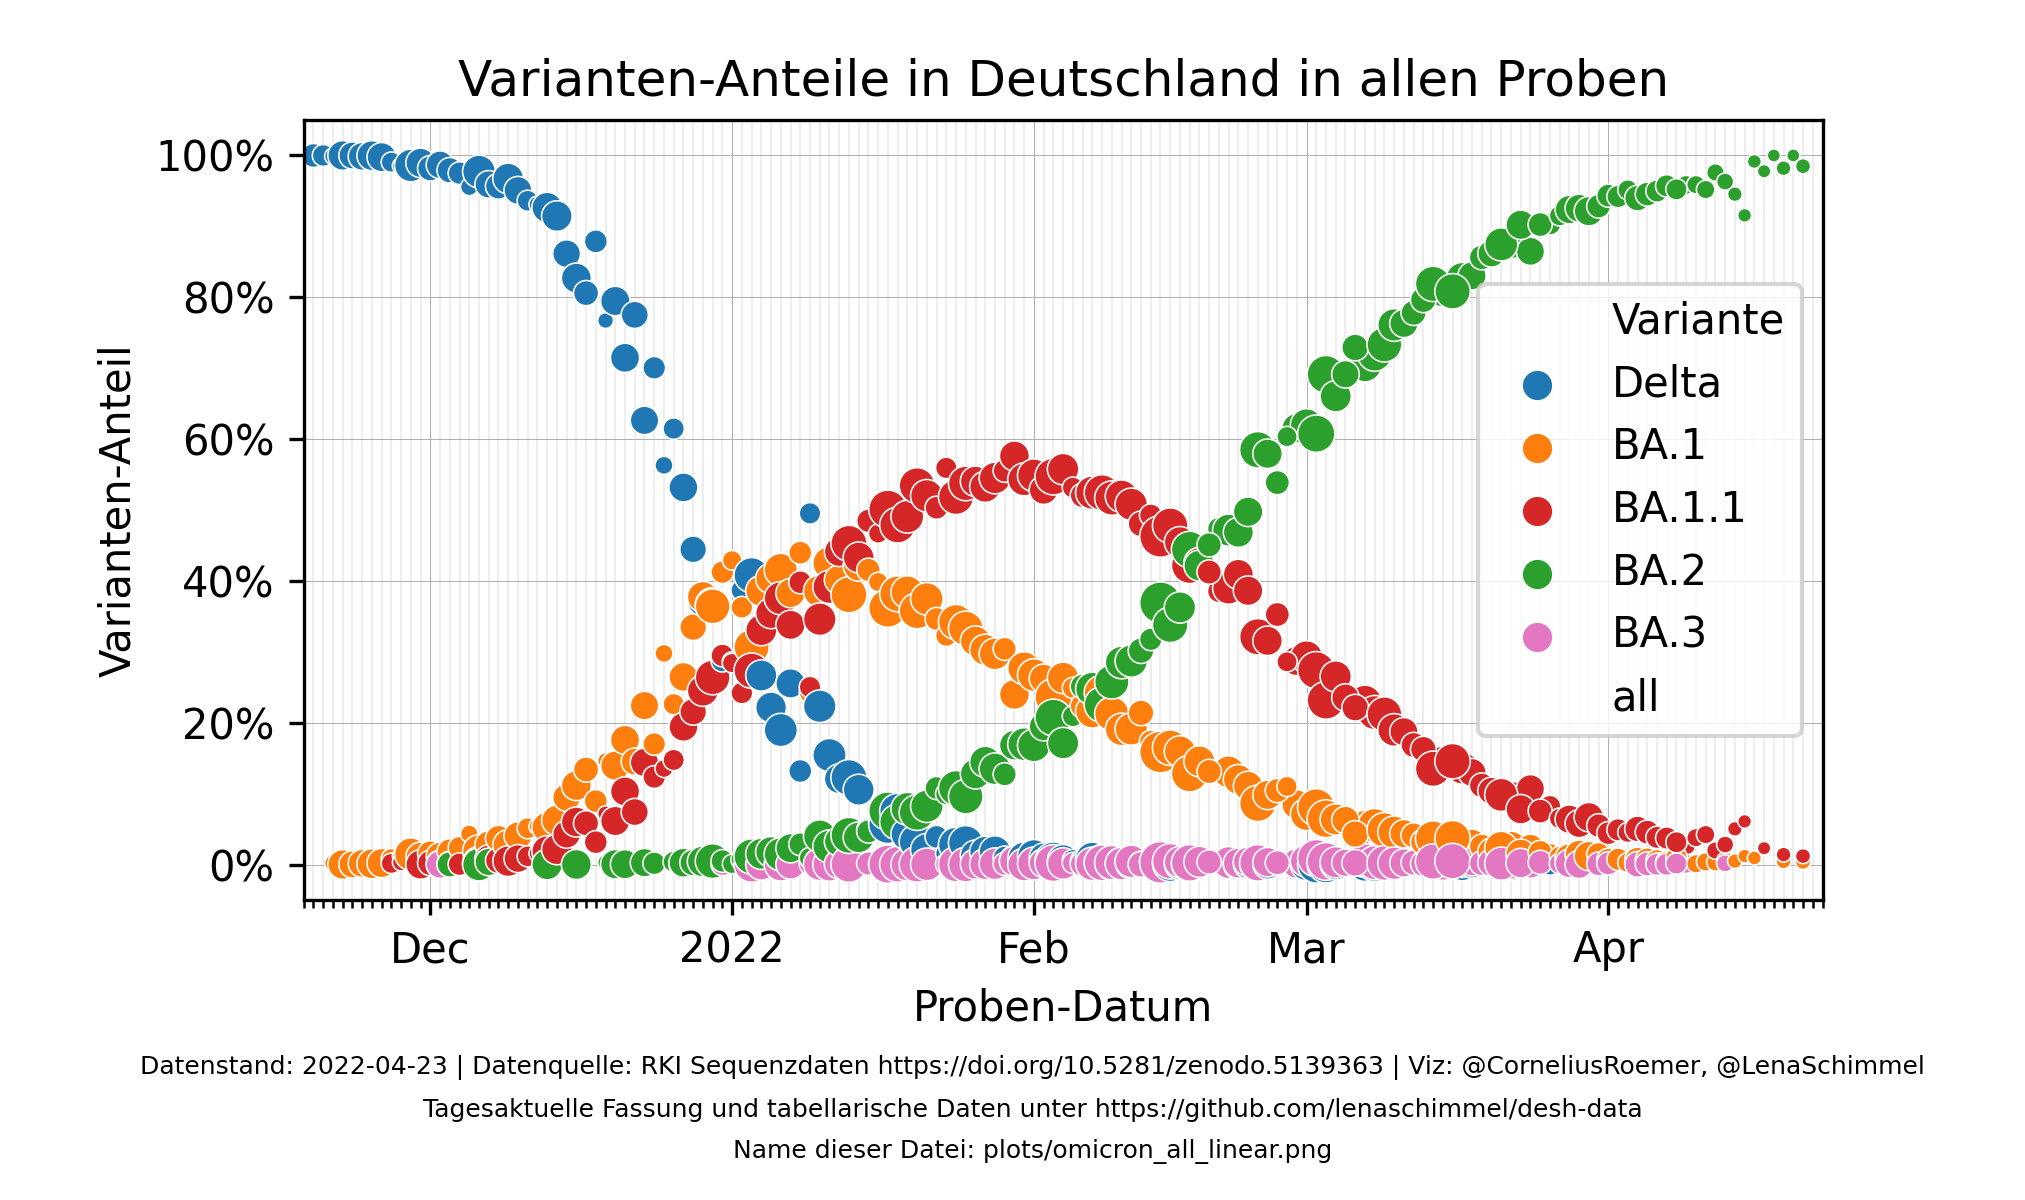 Varianten-Anteile in Deutschland in allen Proben
100%
80%
60%
40%
20%
0%
Varianten-Anteil
Variante
Delta
BA.1
BA.1.1
BA.2
BA.3
all
Dec
2022
Feb
Mar
Apr
Proben-Datum
Datenstand: 2022-04-23 | Datenquelle: RKI Sequenzdaten https://doi.org/10.5281/zenodo.5139363 | Viz: @CorneliusRoemer, @LenaSchimmel
Tagesaktuelle Fassung und tabellarische Daten unter https://github.com/lenaschimmel/desh-data
Name dieser Datei: plots/omicron_all_linear.png